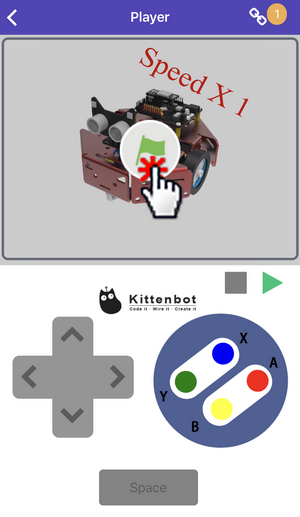 Player
1
Speed X 1
Kittenbot
Code it · Wire it · Create it
X
A
Y
B
Space